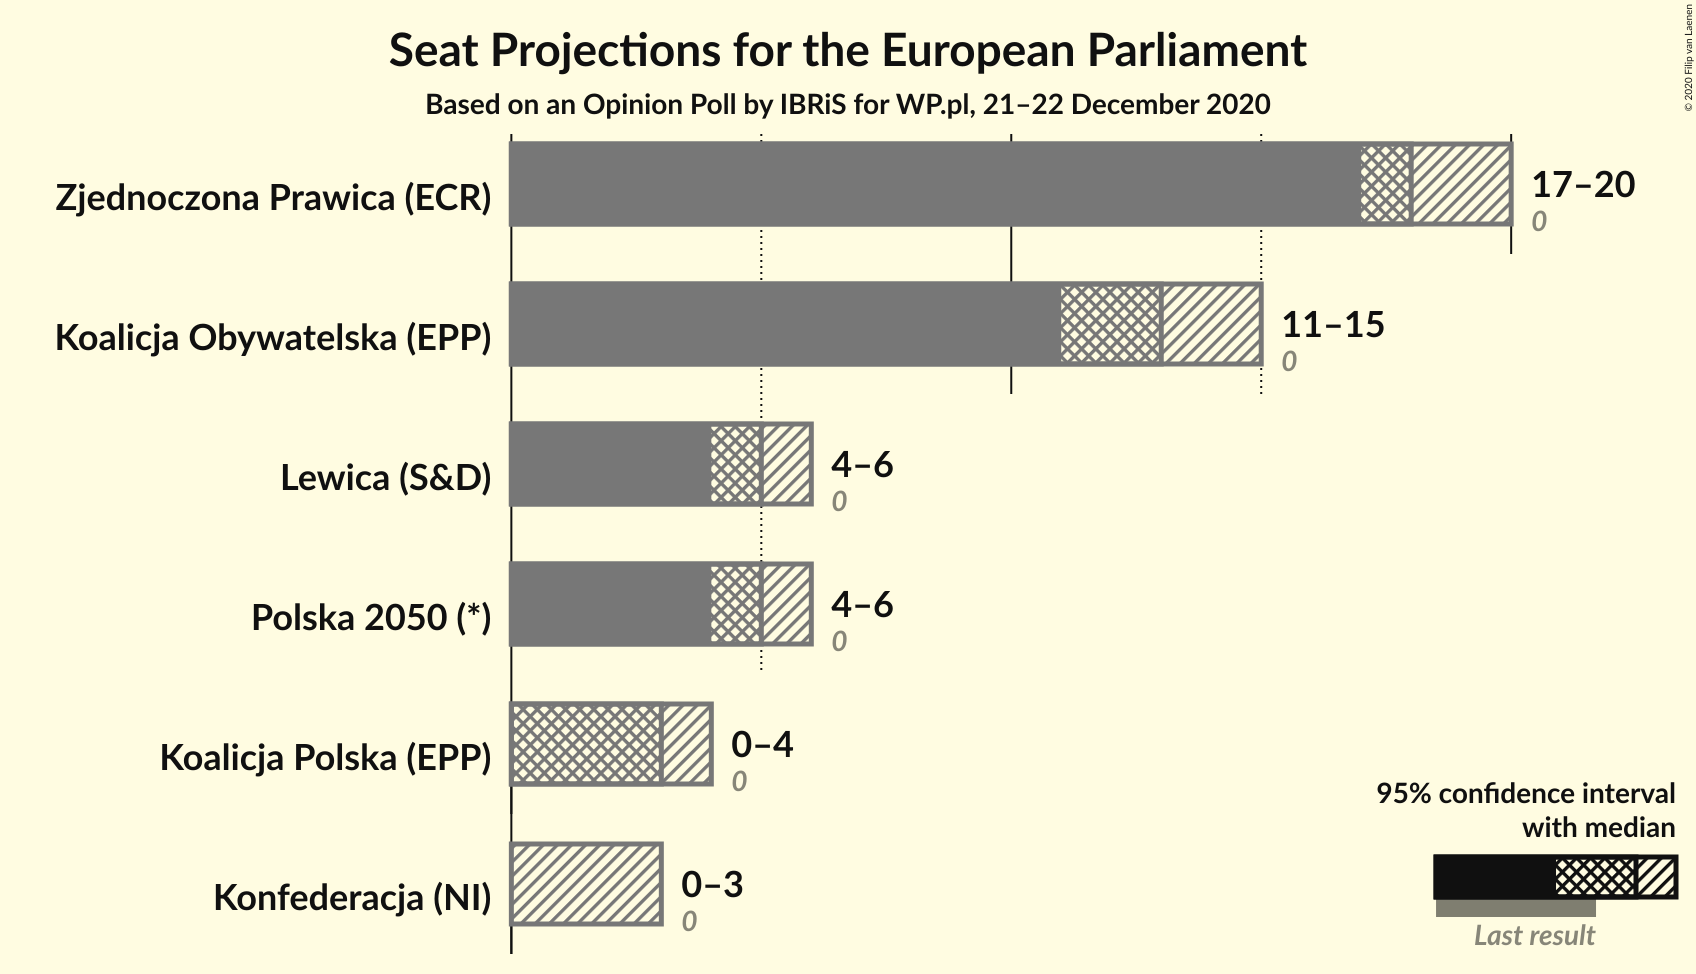 Seat Projections for the European Parliament
Based on an Opinion Poll by IBRiS for WP.pl, 21–22 December 2020
© 2020 Filip van Laenen
Zjednoczona Prawica (ECR)
17–20
0
Koalicja Obywatelska (EPP)
11–15
0
Lewica (S&D)
4–6
0
Polska 2050 (*)
4–6
0
Koalicja Polska (EPP)
0–4
0
Konfederacja (NI)
0–3
0
95% confidence interval
with median
Last result